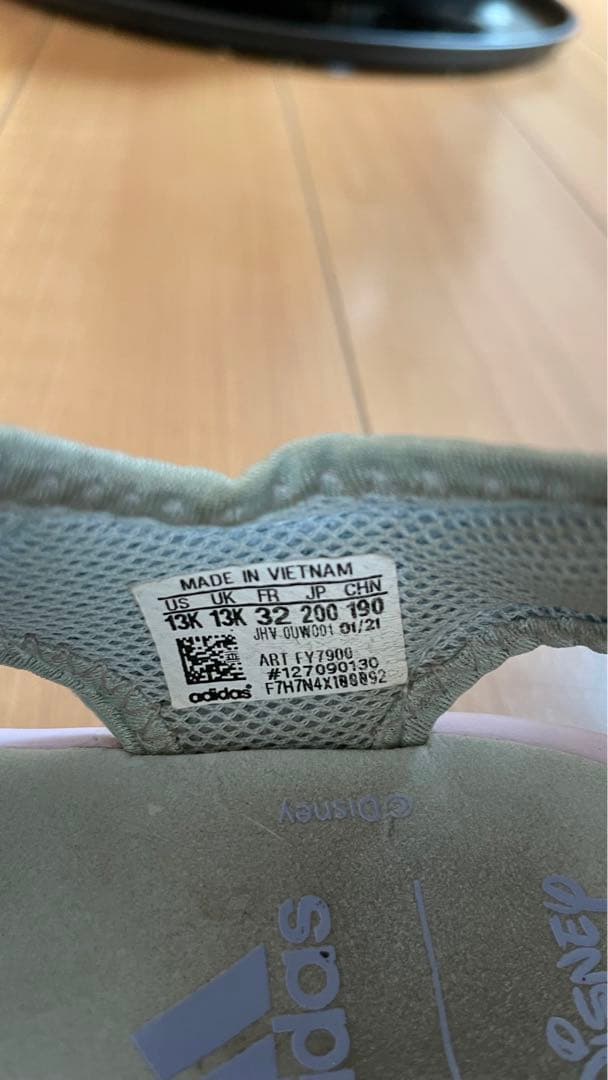 MADE IN VIETNAM
US UK FR JP CHN
13K 13K 32 200 190
JHV 0UW001 01/21
ART FY7900
#127090130
adidas F7H7N4X180892
©Disney
adidas
DISNEY